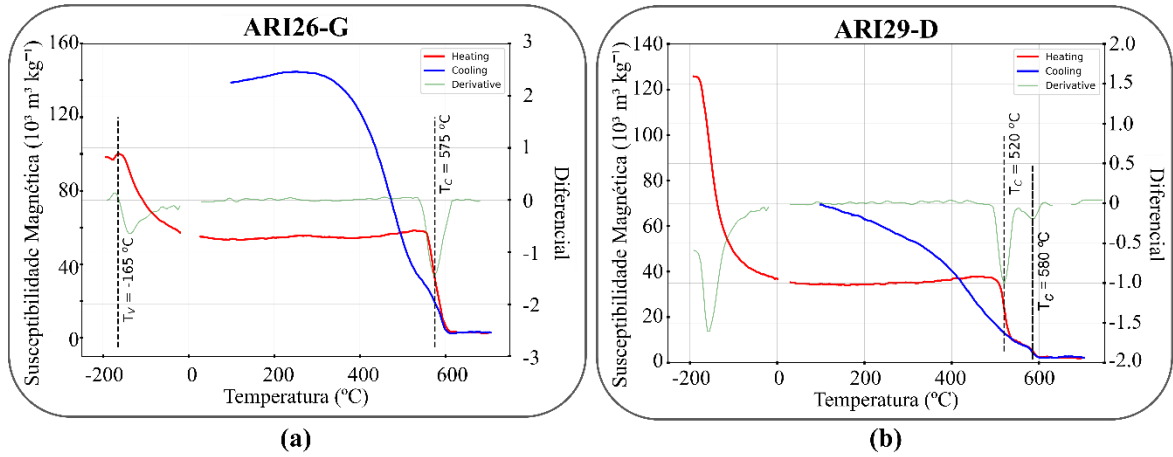 ARI26-G
Susceptibilidade Magnética (10³ m³ kg⁻¹)
160
120
80
40
0
Heating
Cooling
Derivative
T_V = -165 ºC
T_C = 575 ºC
3
2
1
0
-1
-2
-3
Diferencial
-200 0 200 400 600
Temperatura (ºC)
(a)
ARI29-D
Susceptibilidade Magnética (10³ m³ kg⁻¹)
140
120
100
80
60
40
20
0
Heating
Cooling
Derivative
T_C = 520 ºC
T_C = 580 ºC
2.0
1.5
1.0
0.5
0
-0.5
-1.0
-1.5
-2.0
Diferencial
-200 0 200 400 600
Temperatura (ºC)
(b)